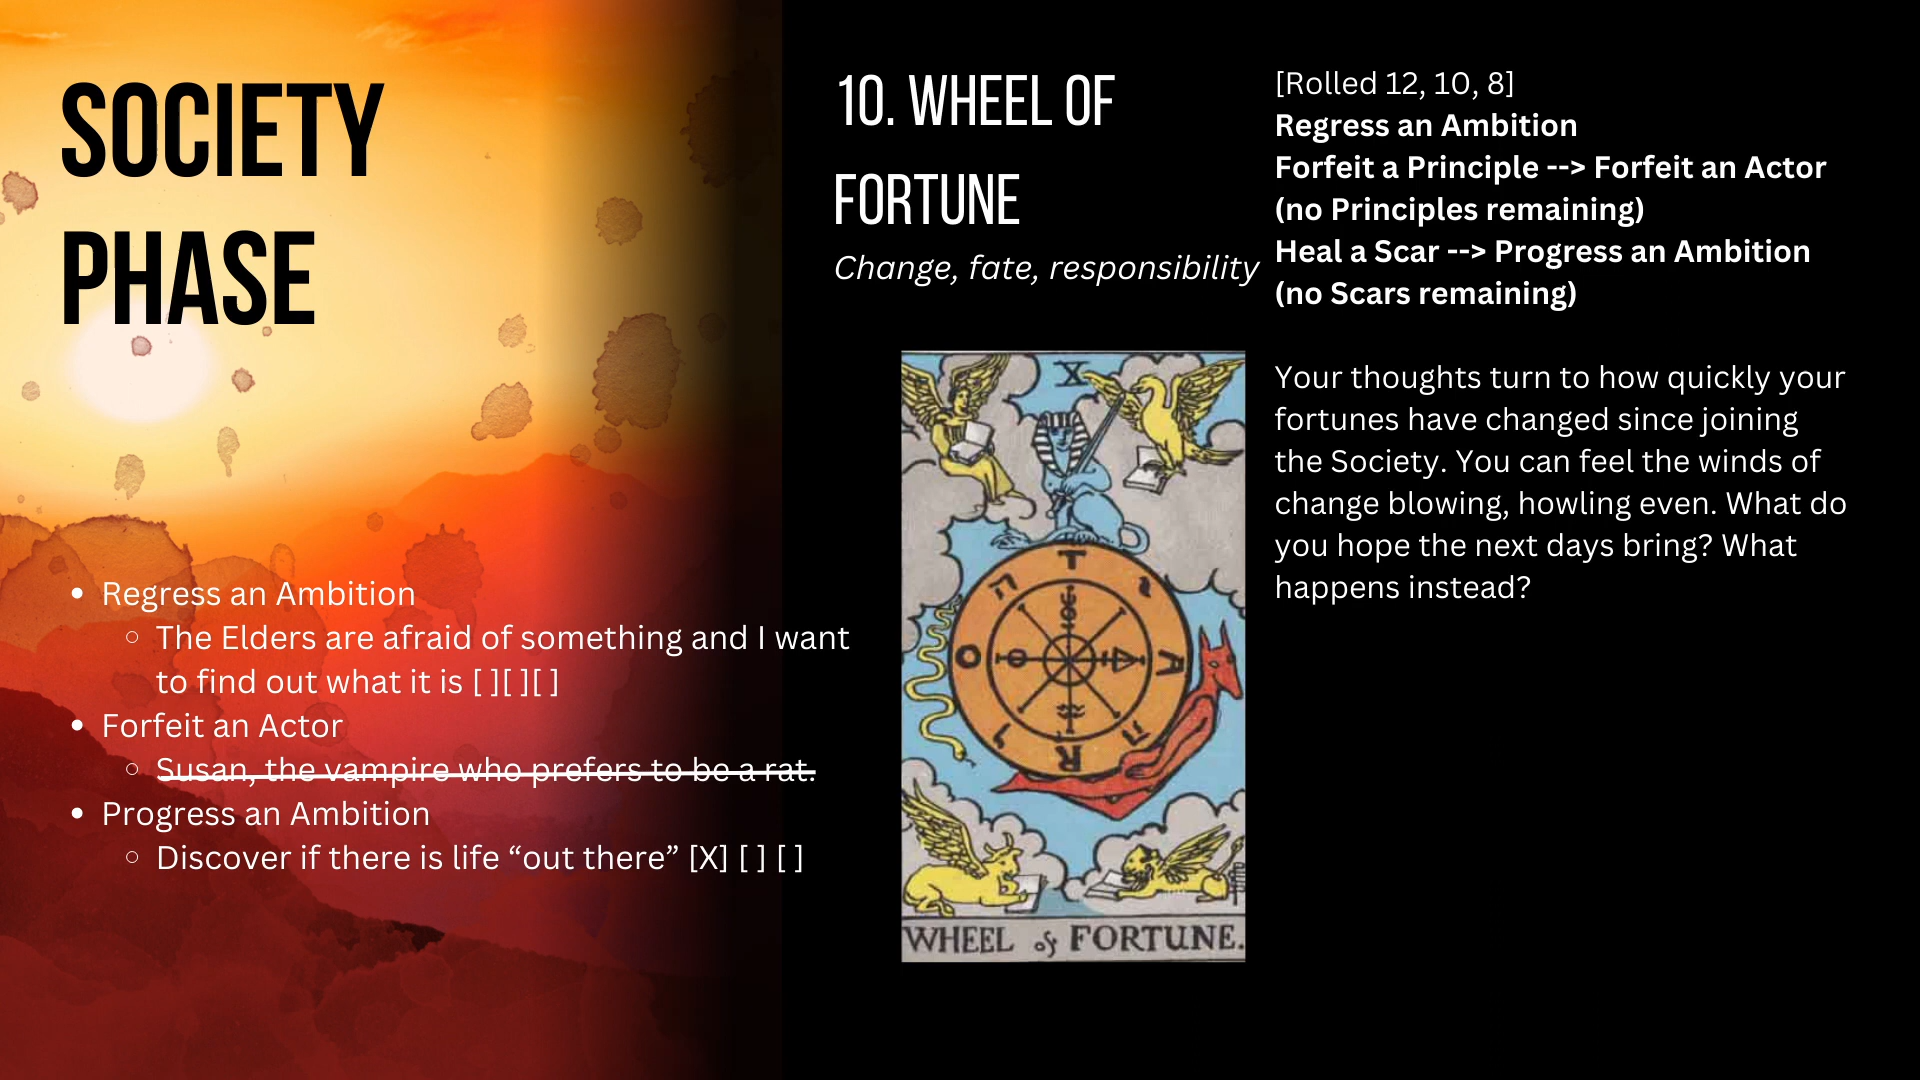 SOCIETY
PHASE
• Regress an Ambition
○ The Elders are afraid of something and I want
to find out what it is [ ][ ][ ]
• Forfeit an Actor
○ Susan, the vampire who prefers to be a rat.
• Progress an Ambition
○ Discover if there is life “out there” [X] [ ] [ ]
10. WHEEL OF
FORTUNE
Change, fate, responsibility
X
T
A
R
O
WHEEL of FORTUNE.
[Rolled 12, 10, 8]
Regress an Ambition
Forfeit a Principle --> Forfeit an Actor
(no Principles remaining)
Heal a Scar --> Progress an Ambition
(no Scars remaining)
Your thoughts turn to how quickly your
fortunes have changed since joining
the Society. You can feel the winds of
change blowing, howling even. What do
you hope the next days bring? What
happens instead?